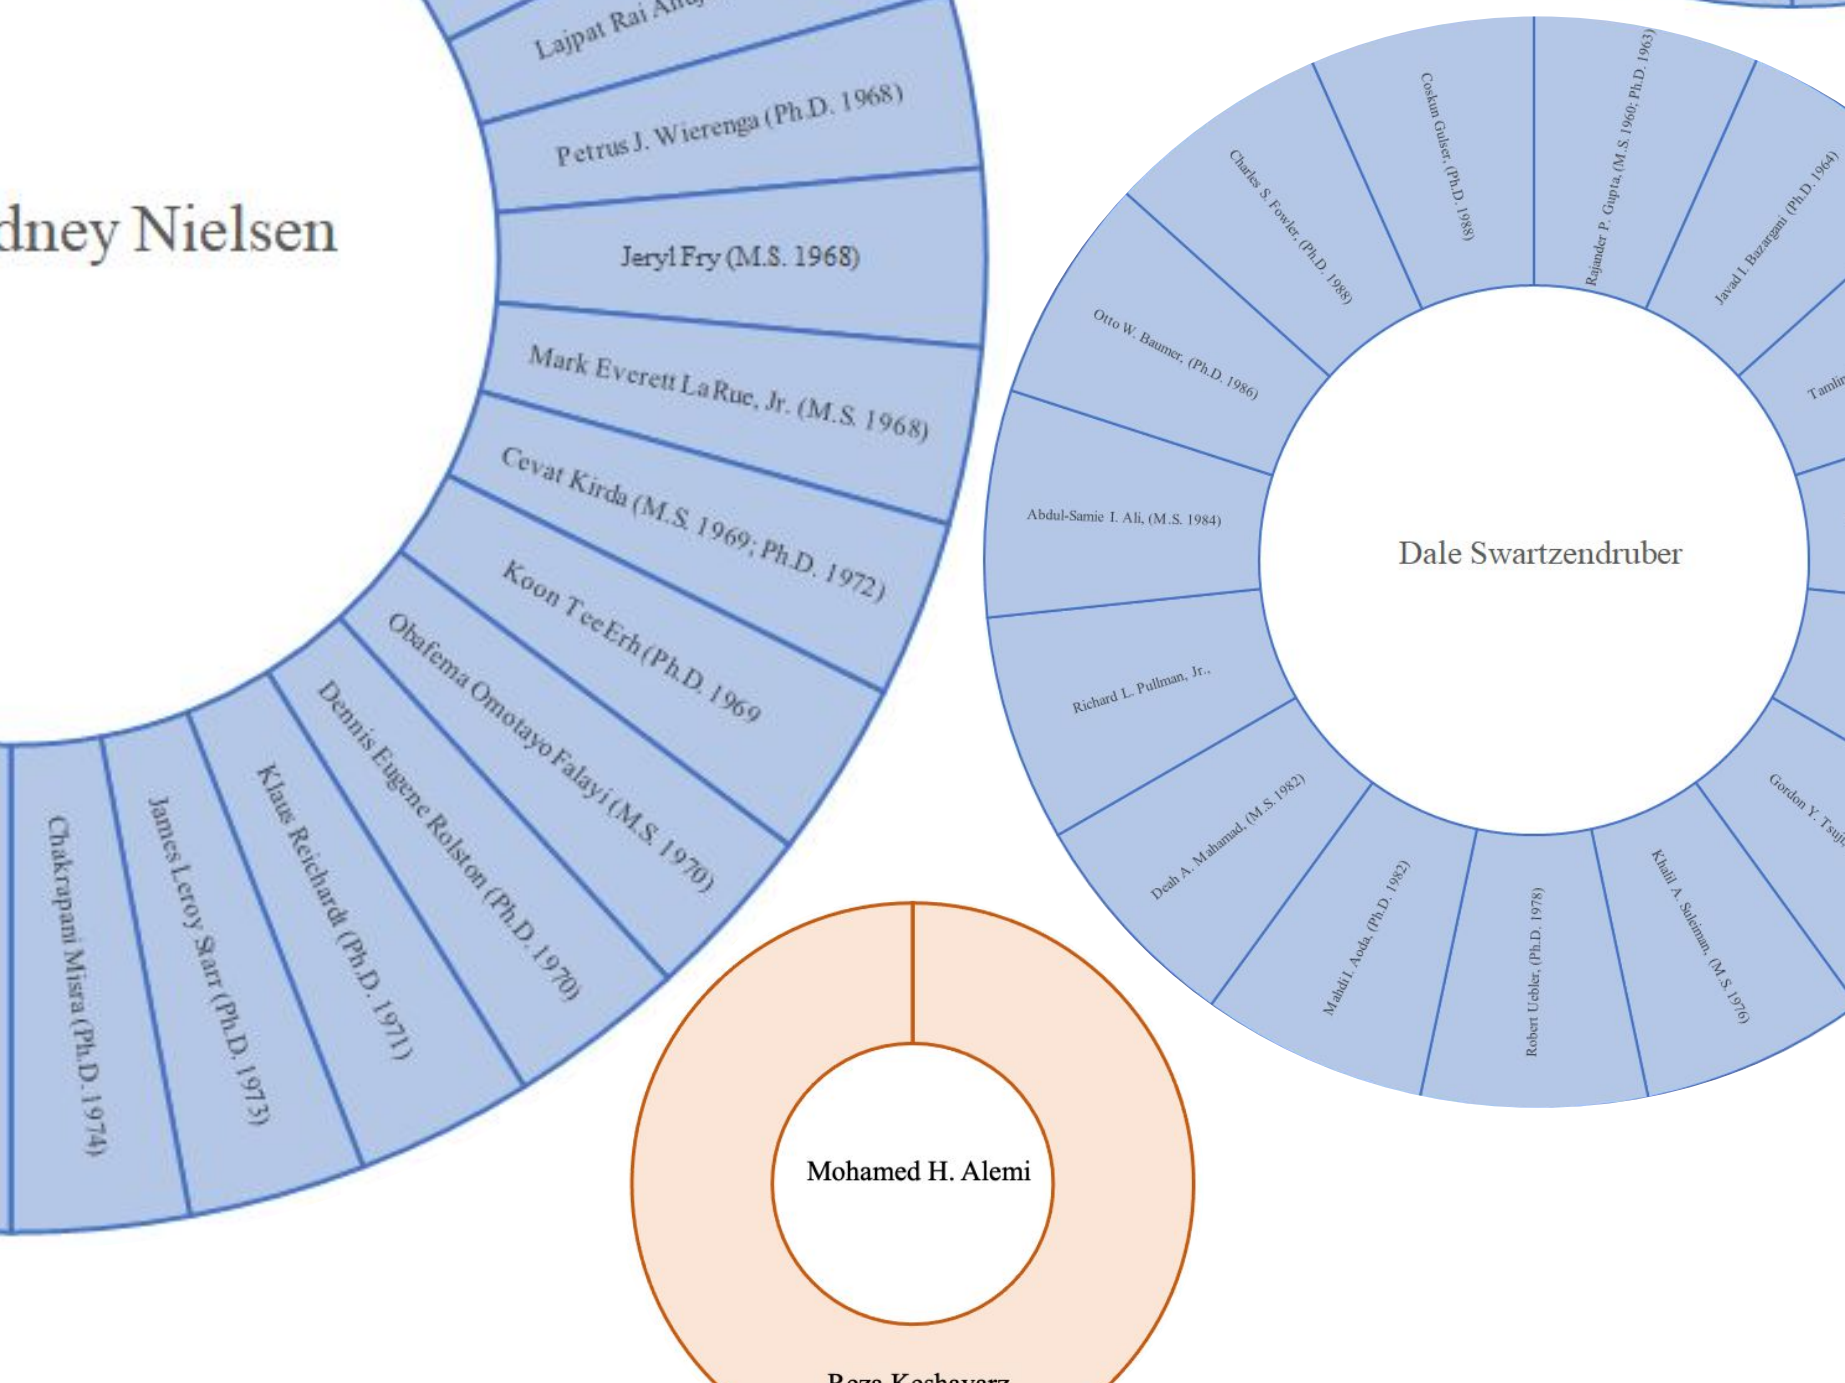 Lajpat Rai
Petrus J. Wierenga (Ph.D. 1968)
dney Nielsen
Jeryl Fry (M.S. 1968)
Mark Everett LaRue, Jr. (M.S. 1968)
Cevat Kirda (M.S. 1969; Ph.D. 1972)
Koon Tee Erh (Ph.D. 1969
Obafema Omotayo Falayi (M.S. 1970)
Dennis Eugene Rolston (Ph.D. 1970)
Klaus Reichardt (Ph.D. 1971)
James Leroy Starr (Ph.D. 1973)
Chakrapani Misra (Ph.D. 1974)
Rajander P. Gupta, (M.S. 1960; Ph.D. 1963)
Javad I. Bazargani (Ph.D. 1964)
Tamlin
Dale Swartzendruber
Gordon Y. Tsuji
Khalil A. Suleiman, (M.S. 1976)
Robert Uebler, (Ph.D. 1978)
Mahdi I. Aoda, (Ph.D. 1982)
Deah A. Mahamad, (M.S. 1982)
Richard L. Pullman, Jr.,
Abdul-Samie I. Ali, (M.S. 1984)
Otto W. Baumer, (Ph.D. 1986)
Charles S. Fowler, (Ph.D. 1988)
Coskun Gulser, (Ph.D. 1988)
Mohamed H. Alemi
Reza Keshavarz